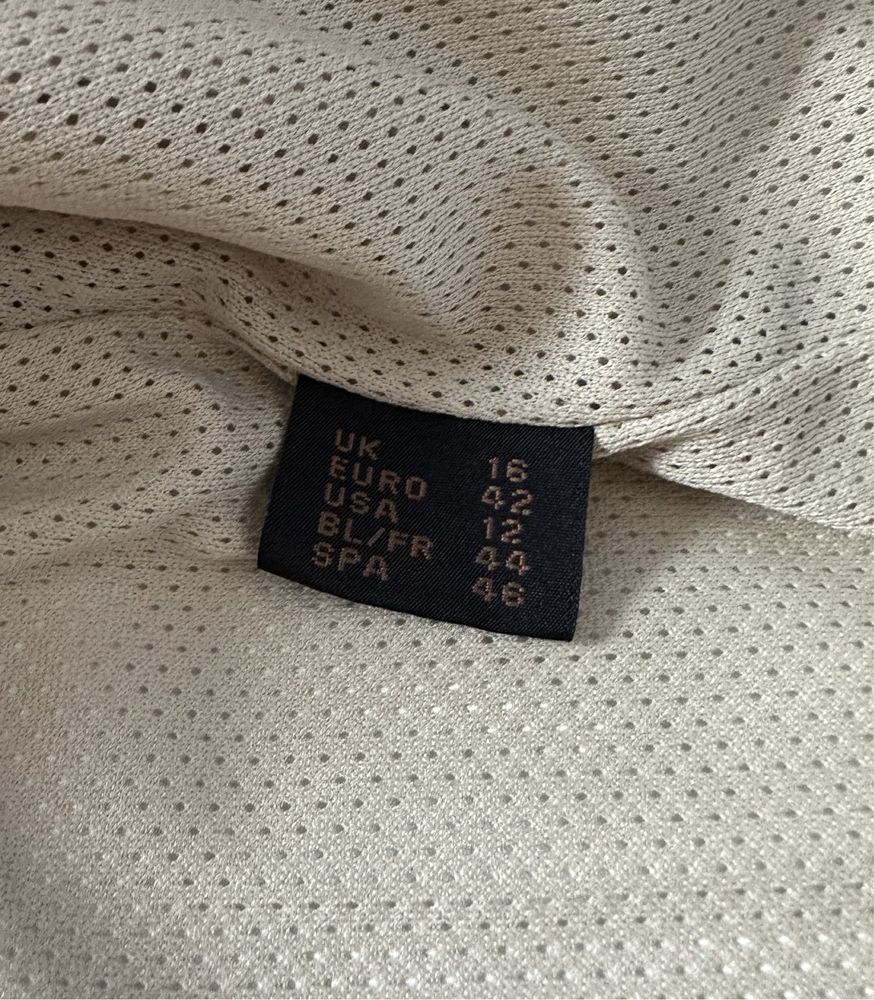 UK 16
EURO 42
USA 12
BL/FR 44
SPA 46